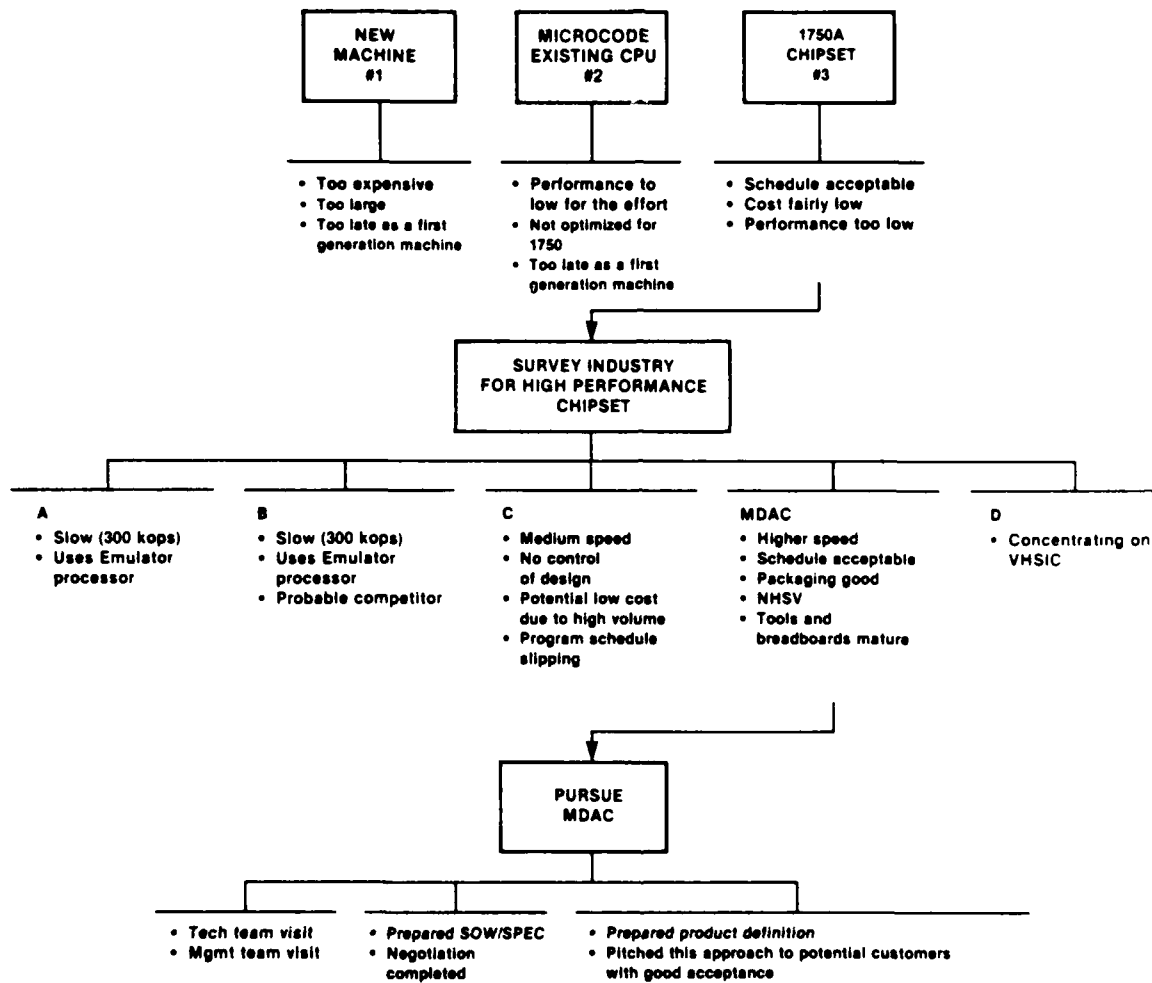 NEW
MACHINE
#1
MICROCODE
EXISTING CPU
#2
1750A
CHIPSET
#3
• Too expensive
• Too large
• Too late as a first
generation machine
• Performance to
low for the effort
• Not optimized for
1750
• Too late as a first
generation machine
• Schedule acceptable
• Cost fairly low
• Performance too low
SURVEY INDUSTRY
FOR HIGH PERFORMANCE
CHIPSET
A
• Slow (300 kops)
• Uses Emulator
processor
B
• Slow (300 kops)
• Uses Emulator
processor
• Probable competitor
C
• Medium speed
• No control
of design
• Potential low cost
due to high volume
• Program schedule
slipping
MDAC
• Higher speed
• Schedule acceptable
• Packaging good
• NHSV
• Tools and
breadboards mature
D
• Concentrating on
VHSIC
PURSUE
MDAC
• Tech team visit
• Mgmt team visit
• Prepared SOW/SPEC
• Negotiation
completed
• Prepared product definition
• Pitched this approach to potential customers
with good acceptance